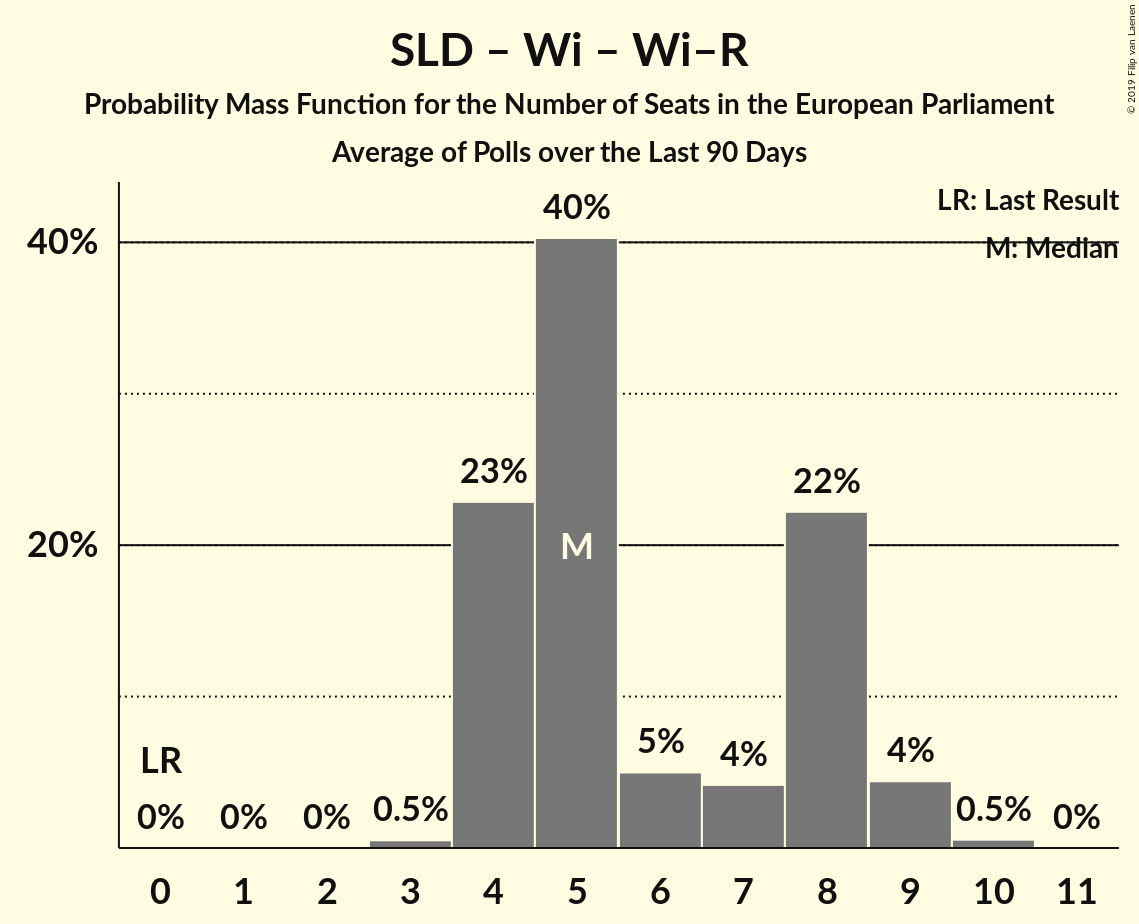 SLD – Wi – Wi–R
Probability Mass Function for the Number of Seats in the European Parliament
Average of Polls over the Last 90 Days
© 2019 Filip van Laenen
LR: Last Result
M: Median
40%
20%
40%
23%
22%
M
5%
4%
4%
LR
0%
0%
0%
0.5%
0.5%
0%
0 1 2 3 4 5 6 7 8 9 10 11